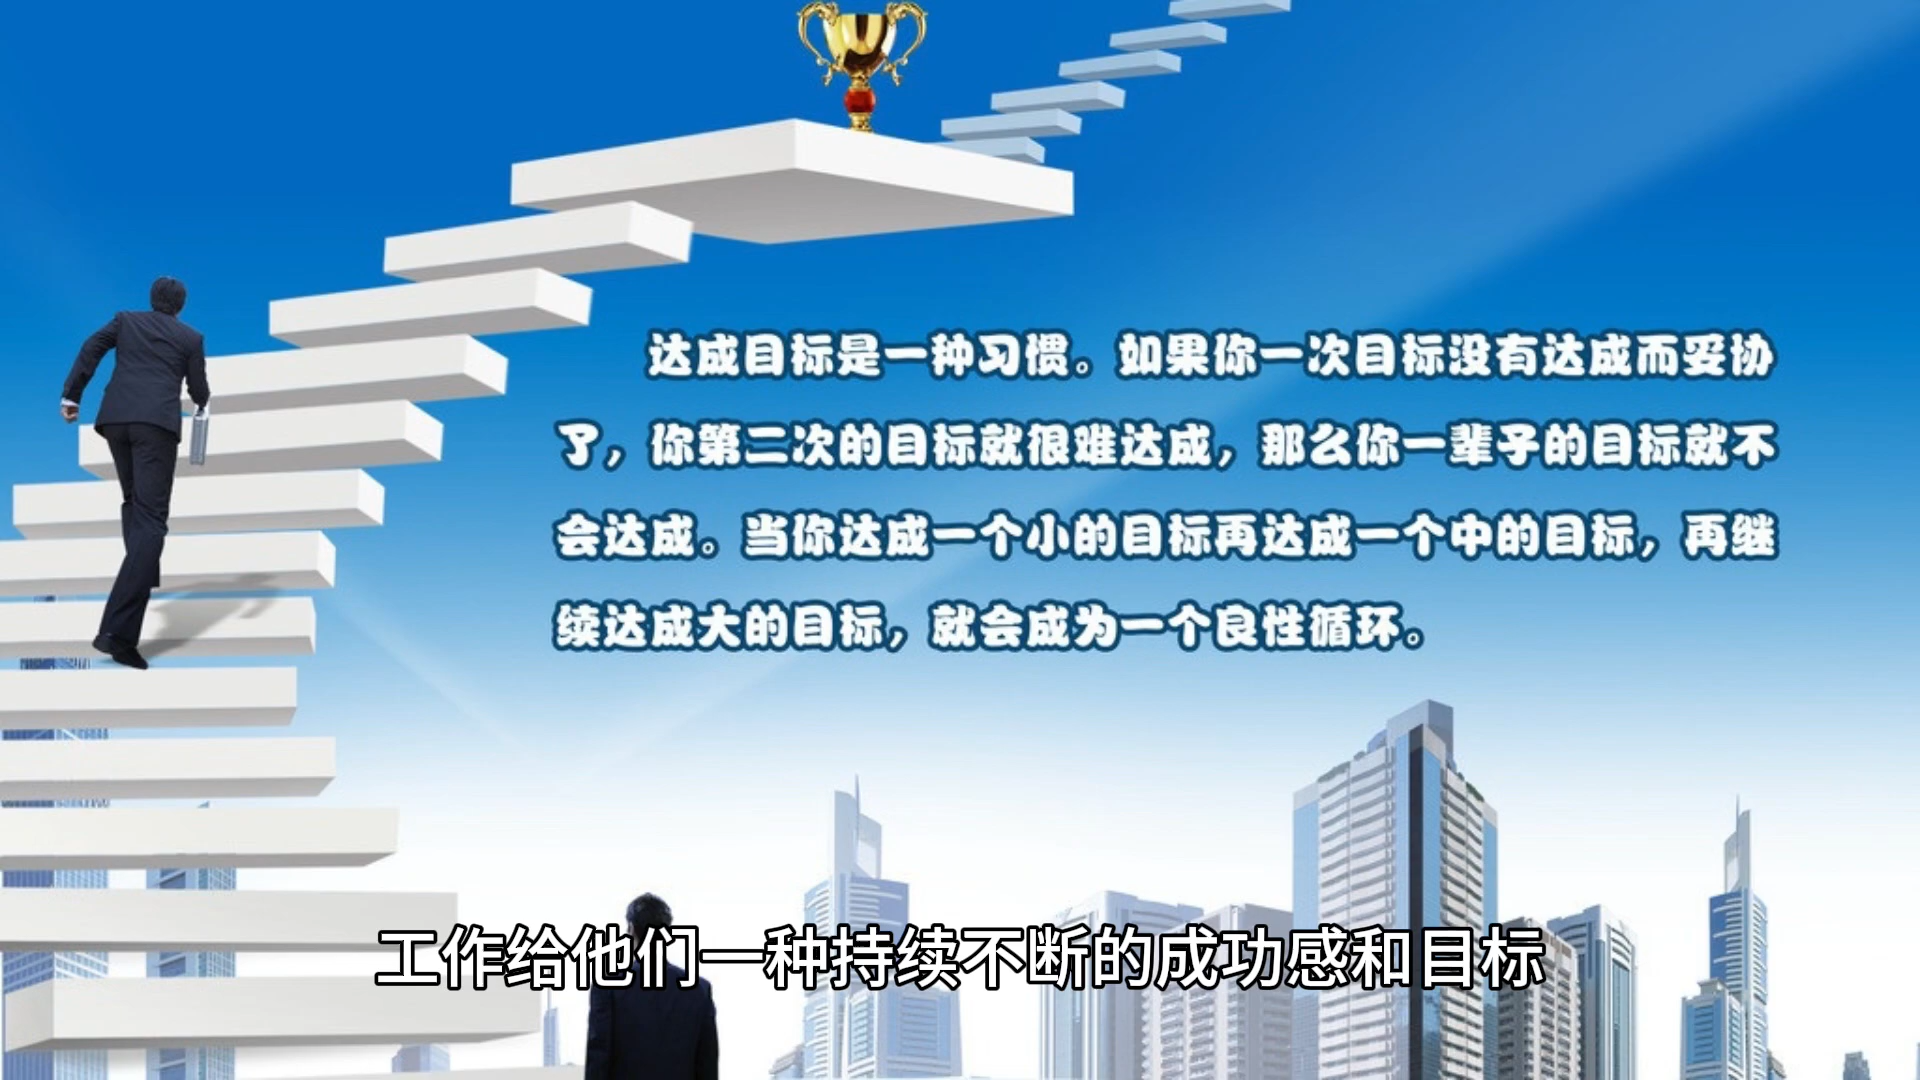 达成目标是一种习惯。如果你一次目标没有达成而妥协
了，你第二次的目标就很难达成，那么你一辈子的目标就不
会达成。当你达成一个小的目标再达成一个中的目标，再继
续达成大的目标，就会成为一个良性循环。
工作给他们一种持续不断的成功感和目标